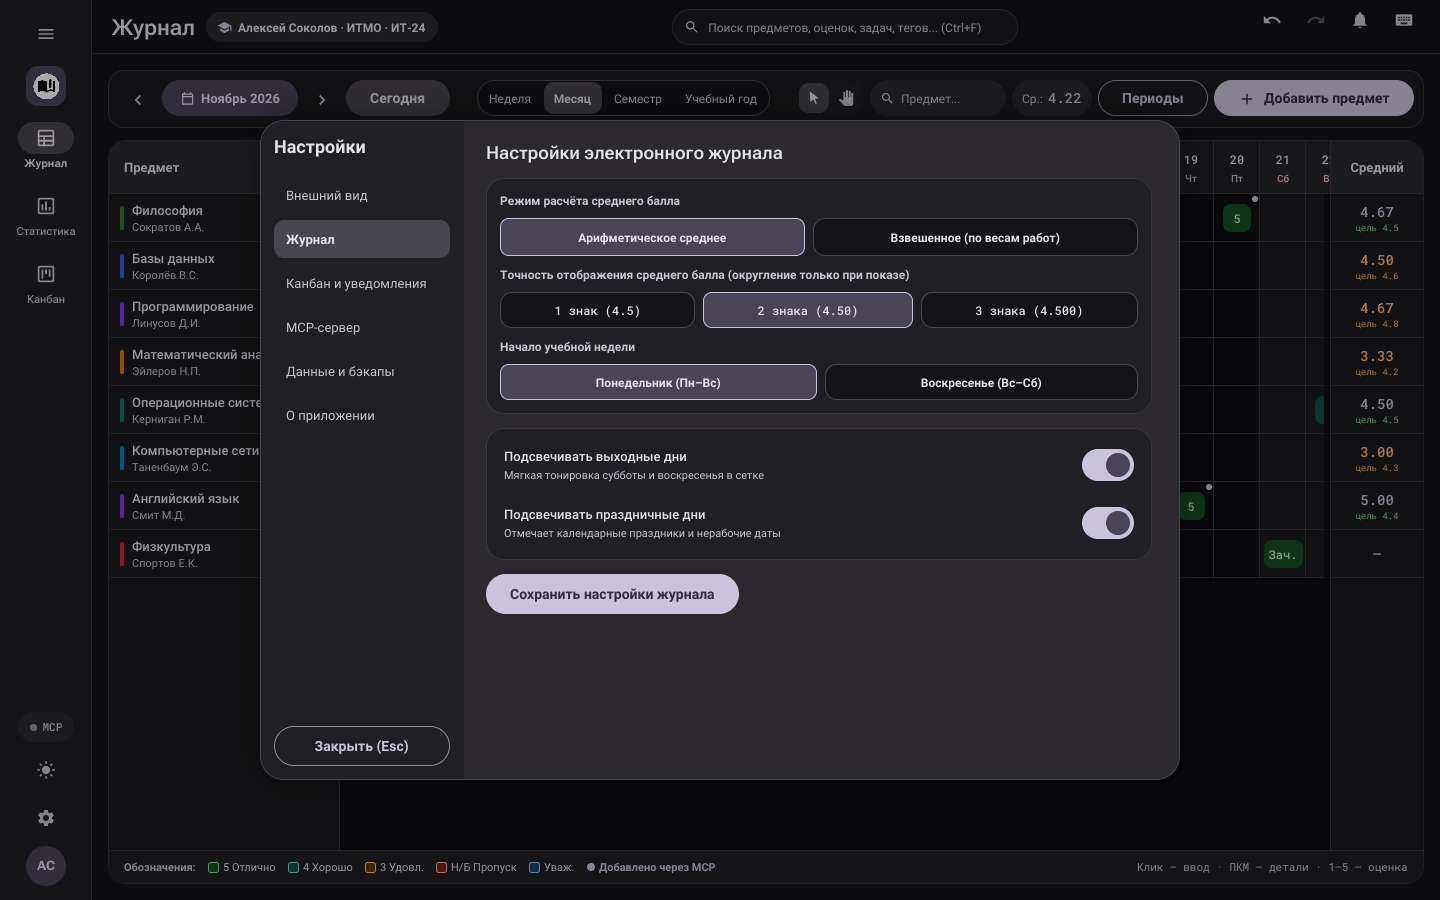 Журнал
Алексей Соколов · ИТМО · ИТ-24
Поиск предметов, оценок, задач, тегов... (Ctrl+F)
Ноябрь 2026
Сегодня
Неделя
Месяц
Семестр
Учебный год
Предмет...
Ср.: 4.22
Периоды
Добавить предмет
Журнал
Статистика
Канбан
MCP
АС
Предмет
Философия
Сократов А.А.
Базы данных
Королёв В.С.
Программирование
Линусов Д.И.
Математический ана
Эйлеров Н.П.
Операционные систе
Керниган Р.М.
Компьютерные сети
Таненбаум Э.С.
Английский язык
Смит М.Д.
Физкультура
Спортов Е.К.
Настройки
Внешний вид
Журнал
Канбан и уведомления
MCP-сервер
Данные и бэкапы
О приложении
Закрыть (Esc)
Настройки электронного журнала
Режим расчёта среднего балла
Арифметическое среднее
Взвешенное (по весам работ)
Точность отображения среднего балла (округление только при показе)
1 знак (4.5)
2 знака (4.50)
3 знака (4.500)
Начало учебной недели
Понедельник (Пн–Вс)
Воскресенье (Вс–Сб)
Подсвечивать выходные дни
Мягкая тонировка субботы и воскресенья в сетке
Подсвечивать праздничные дни
Отмечает календарные праздники и нерабочие даты
Сохранить настройки журнала
19 20 21 2
Чт Пт Сб В
Средний
5
4.67
цель 4.5
4.50
цель 4.6
4.67
цель 4.8
3.33
цель 4.2
4.50
цель 4.5
3.00
цель 4.3
5
5.00
цель 4.4
Зач.
—
Обозначения:
5 Отлично
4 Хорошо
3 Удовл.
Н/Б Пропуск
Уваж.
Добавлено через MCP
Клик — ввод · ПКМ — детали · 1–5 — оценка